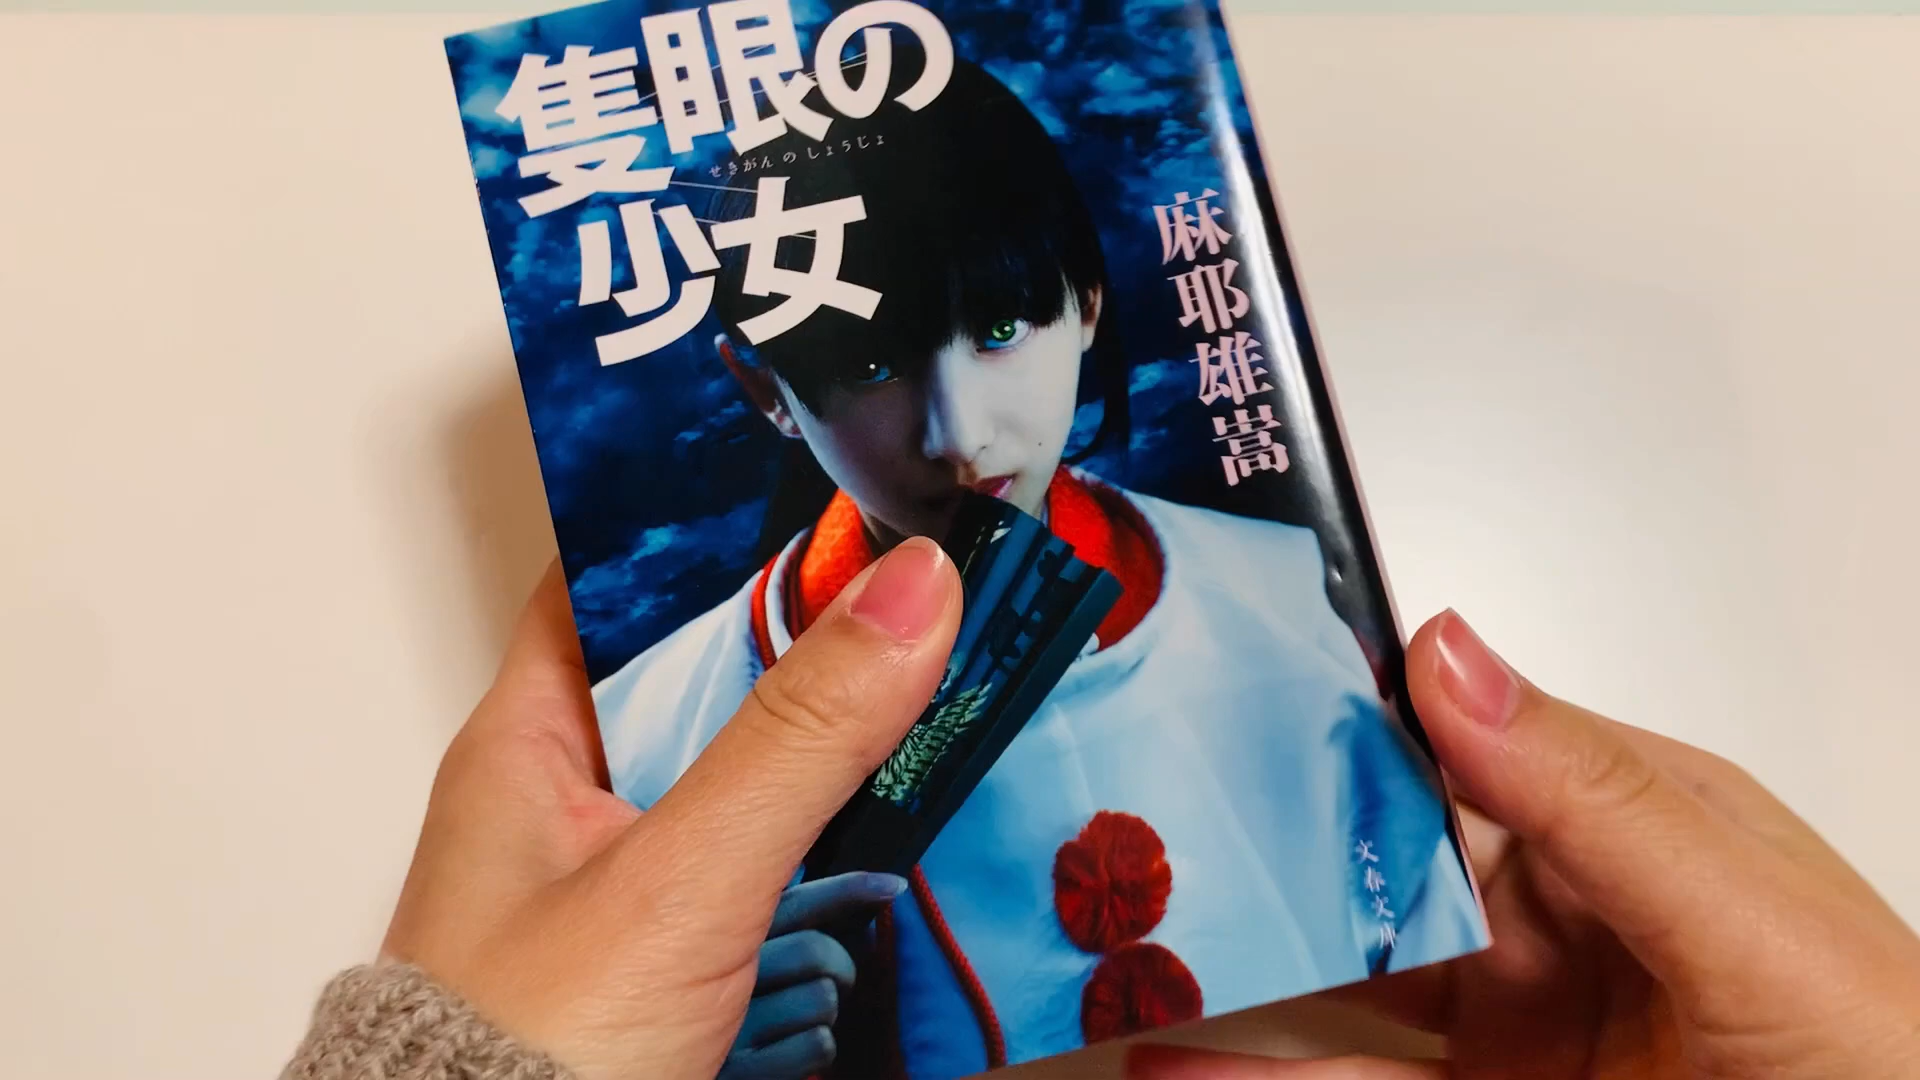 隻眼の
せきがんのしょうじょ
少女
麻耶雄嵩
文春文庫